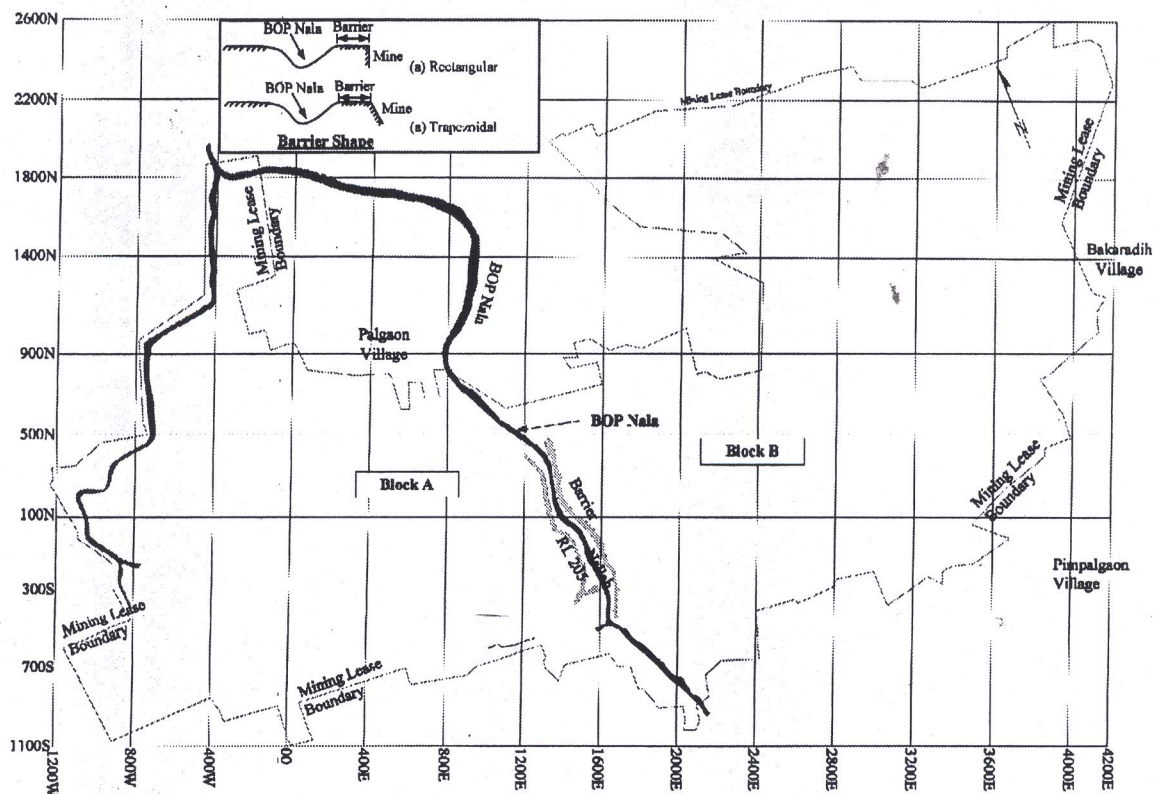 2600N
BOP Nala
Barrier
Mine
(a) Rectangular
BOP Nala
Barrier
Mine
(a) Trapezoidal
Barrier Shape
2200N
Mining Lease Boundary
N
Mining Lease
Boundary
1800N
Mining Lease
Boundary
1400N
BOP Nala
Bakaradih
Village
Palgaon
Village
900N
500N
BOP Nala
Block B
Block A
Mining Lease
Boundary
100N
Barrier
RL 205
300S
Pimpalgaon
Village
Mining Lease
Boundary
700S
Mining Lease
Boundary
1100S
1200W
800W
400W
00
400E
800E
1200E
1600E
2000E
2400E
2800E
3200E
3600E
4000E
4200E